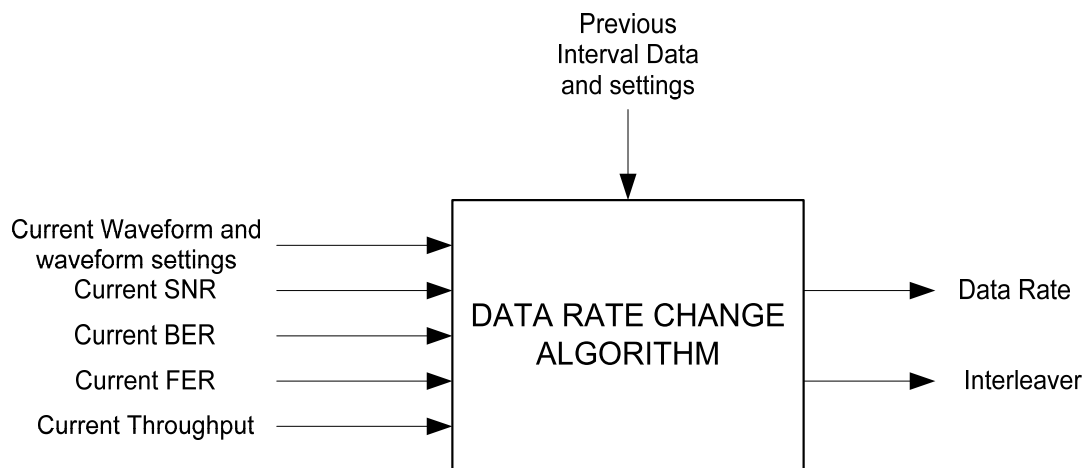 Previous
Interval Data
and settings
Current Waveform and
waveform settings
Current SNR
Current BER
Current FER
Current Throughput
DATA RATE CHANGE
ALGORITHM
Data Rate
Interleaver